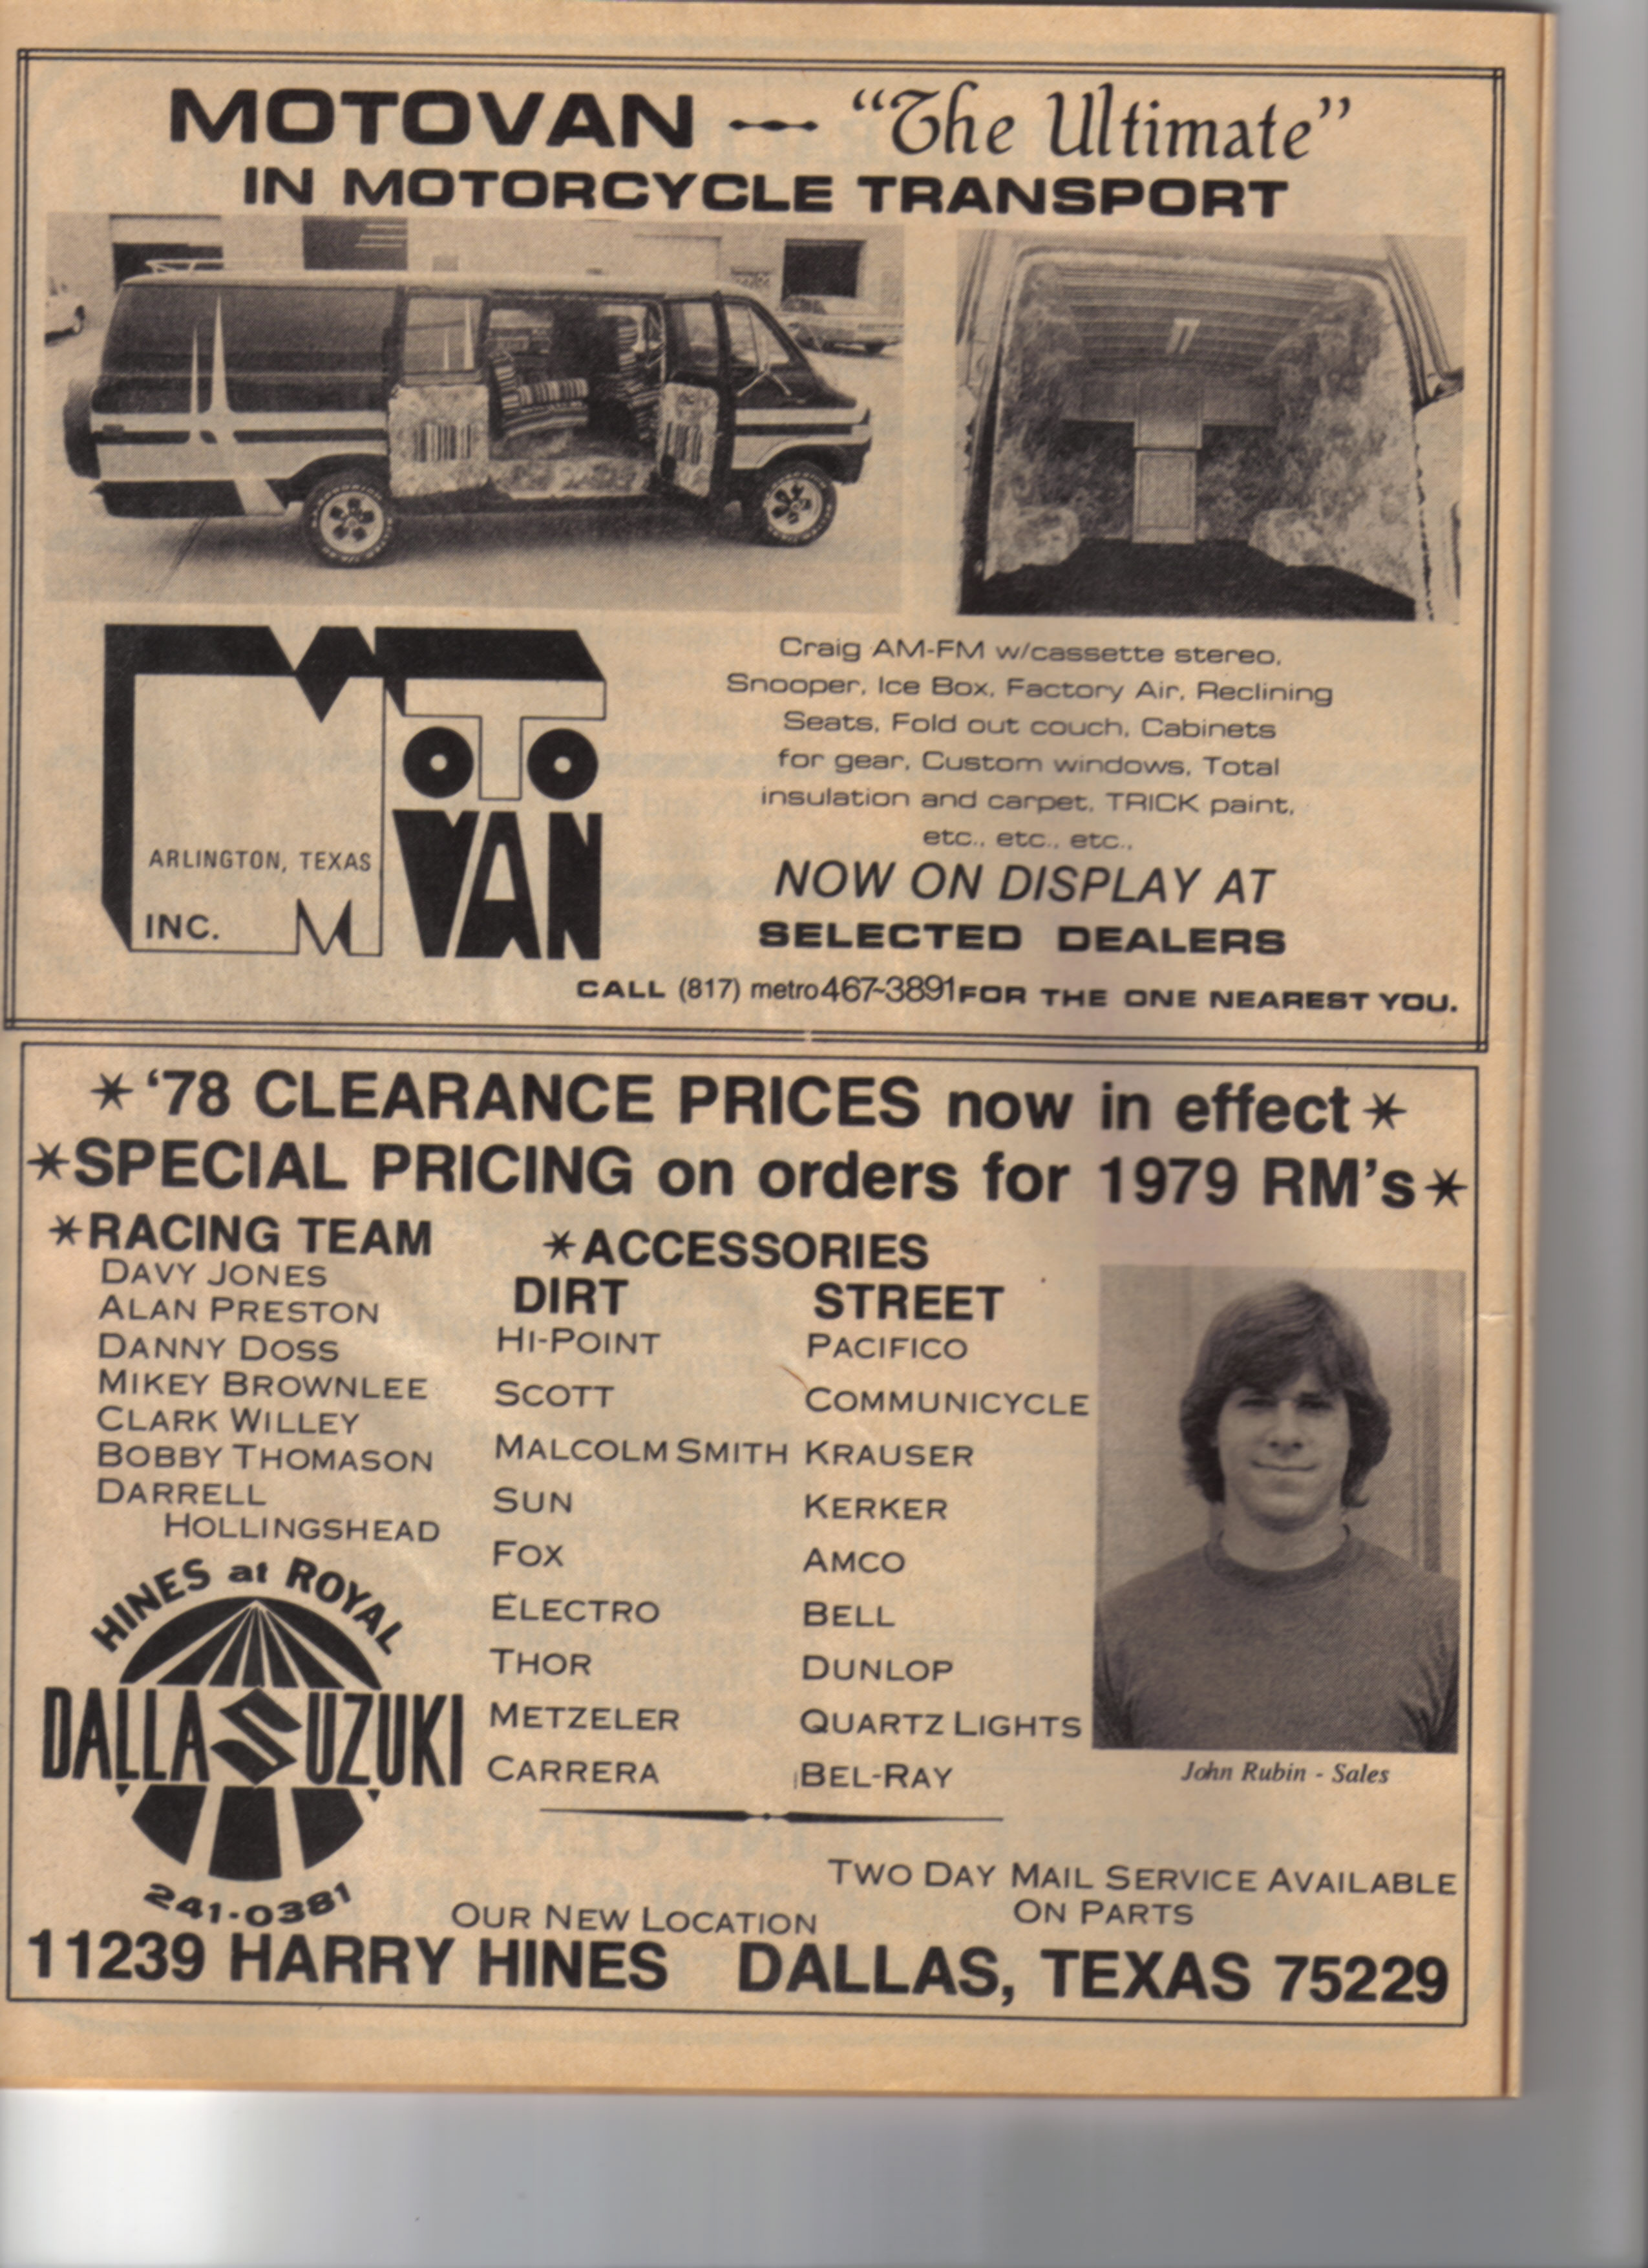 MOTOVAN — “The Ultimate”
IN MOTORCYCLE TRANSPORT
MOTO
VAN
ARLINGTON, TEXAS
INC.
Craig AM-FM w/cassette stereo,
Snooper, Ice Box, Factory Air, Reclining
Seats, Fold out couch, Cabinets
for gear, Custom windows, Total
insulation and carpet, TRICK paint,
etc., etc., etc.,
NOW ON DISPLAY AT
SELECTED DEALERS
CALL (817) metro 467-3891 FOR THE ONE NEAREST YOU.
*'78 CLEARANCE PRICES now in effect*
*SPECIAL PRICING on orders for 1979 RM's*
*RACING TEAM
DAVY JONES
ALAN PRESTON
DANNY DOSS
MIKEY BROWNLEE
CLARK WILLEY
BOBBY THOMASON
DARRELL
HOLLINGSHEAD
*ACCESSORIES
DIRT
HI-POINT
SCOTT
MALCOLM SMITH
SUN
FOX
ELECTRO
THOR
METZELER
CARRERA
STREET
PACIFICO
COMMUNICYCLE
KRAUSER
KERKER
AMCO
BELL
DUNLOP
QUARTZ LIGHTS
BEL-RAY
John Rubin - Sales
HINES at ROYAL
DALLASUZUKI
241-0381
TWO DAY MAIL SERVICE AVAILABLE
ON PARTS
OUR NEW LOCATION
11239 HARRY HINES DALLAS, TEXAS 75229